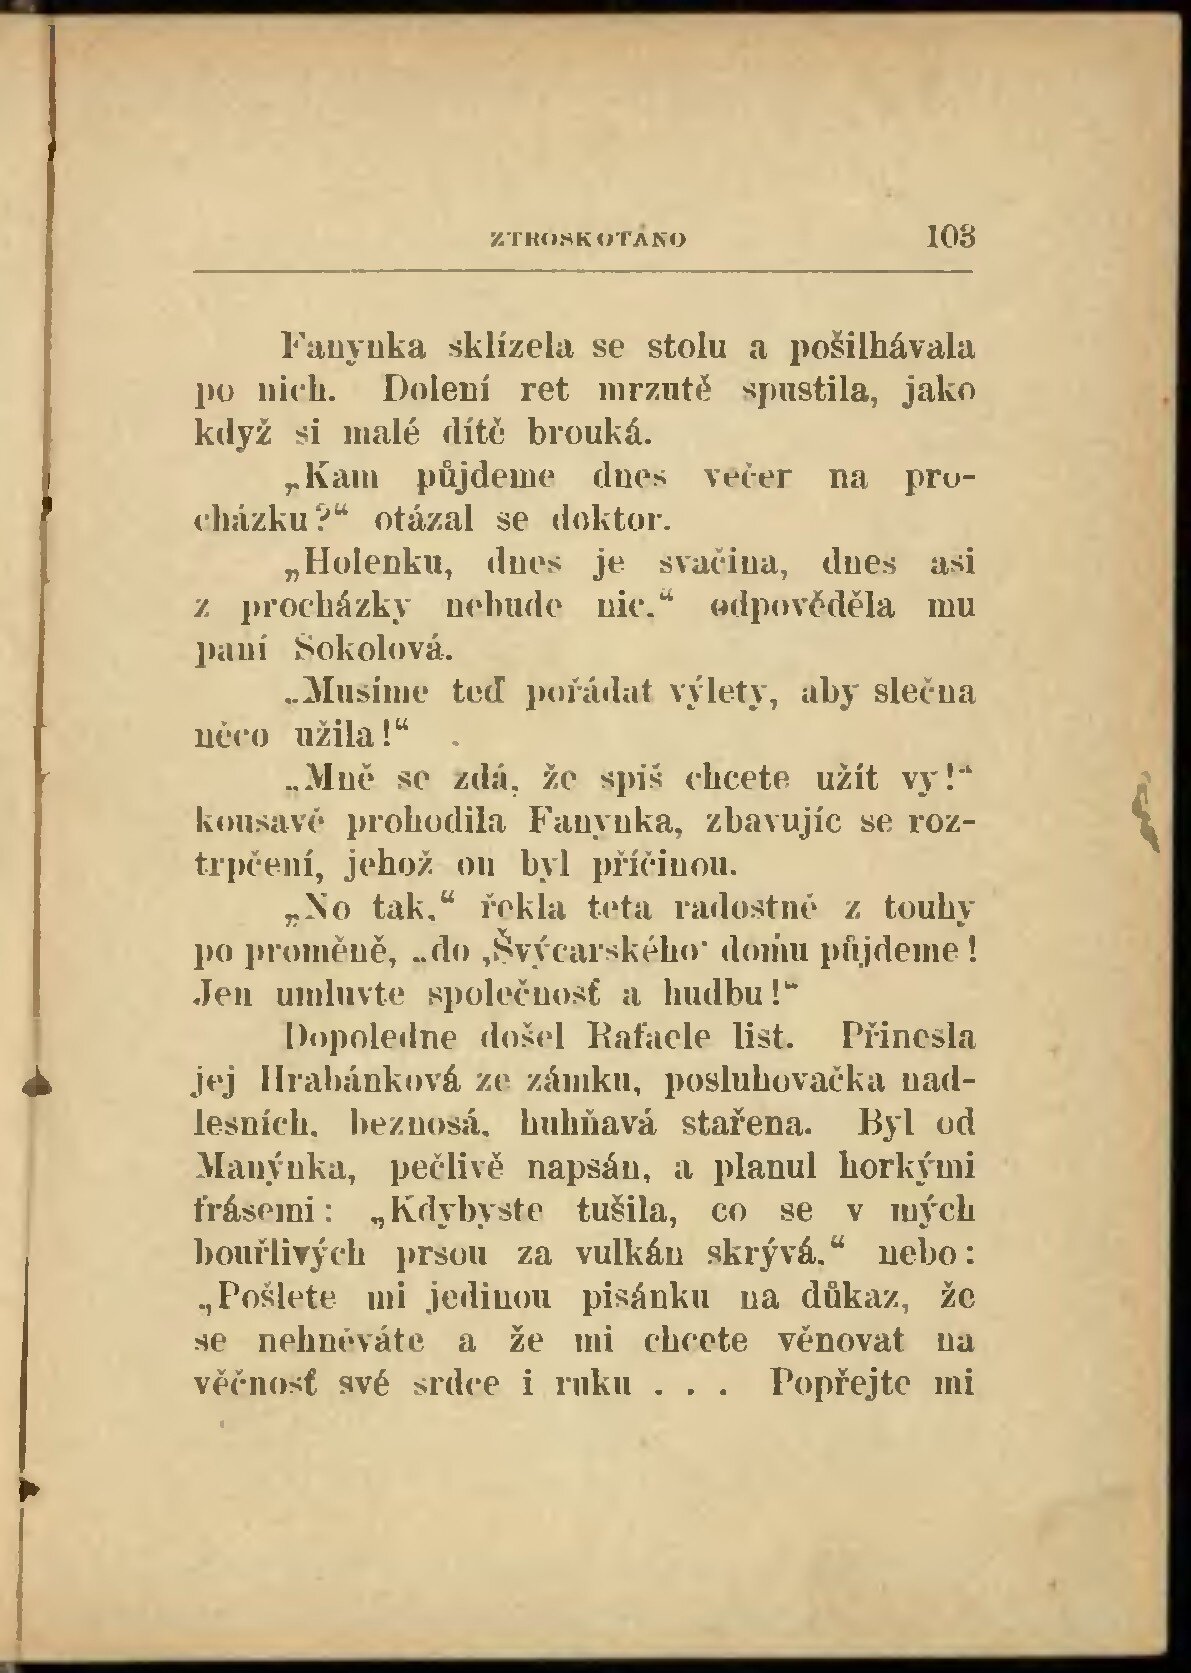 ZTROSKOTÁNO 103
Fanynka sklízela se stolu a pošilhávala
po nich. Dolení ret mrzutě spustila, jako
když si malé dítě brouká.
„Kam půjdeme dnes večer na pro-
cházku?“ otázal se doktor.
„Holenku, dnes je svačina, dnes asi
z procházky nebude nic.“ odpověděla mu
paní Sokolová.
„Musíme teď pořádat výlety, aby slečna
něco užila!“
„Mně se zdá, že spíš chcete užít vy!“
kousavě prohodila Fanynka, zbavujíc se roz-
trpčení, jehož on byl příčinou.
„No tak,“ řekla teta radostně z touhy
po proměně, „do ‚Švýcarského‘ domu půjdeme!
Jen umluvte společnosť a hudbu!“
Dopoledne došel Rafaele list. Přinesla
jej Hrabánková ze zámku, posluhovačka nad-
lesních, beznosá, huhňavá stařena. Byl od
Manýnka, pečlivě napsán, a planul horkými
frásemi: „Kdybyste tušila, co se v mých
bouřlivých prsou za vulkán skrývá.“ nebo:
„Pošlete mi jedinou pisánku na důkaz, že
se nehněváte a že mi chcete věnovat na
věčnosť své srdce i ruku . . . Popřejte mi